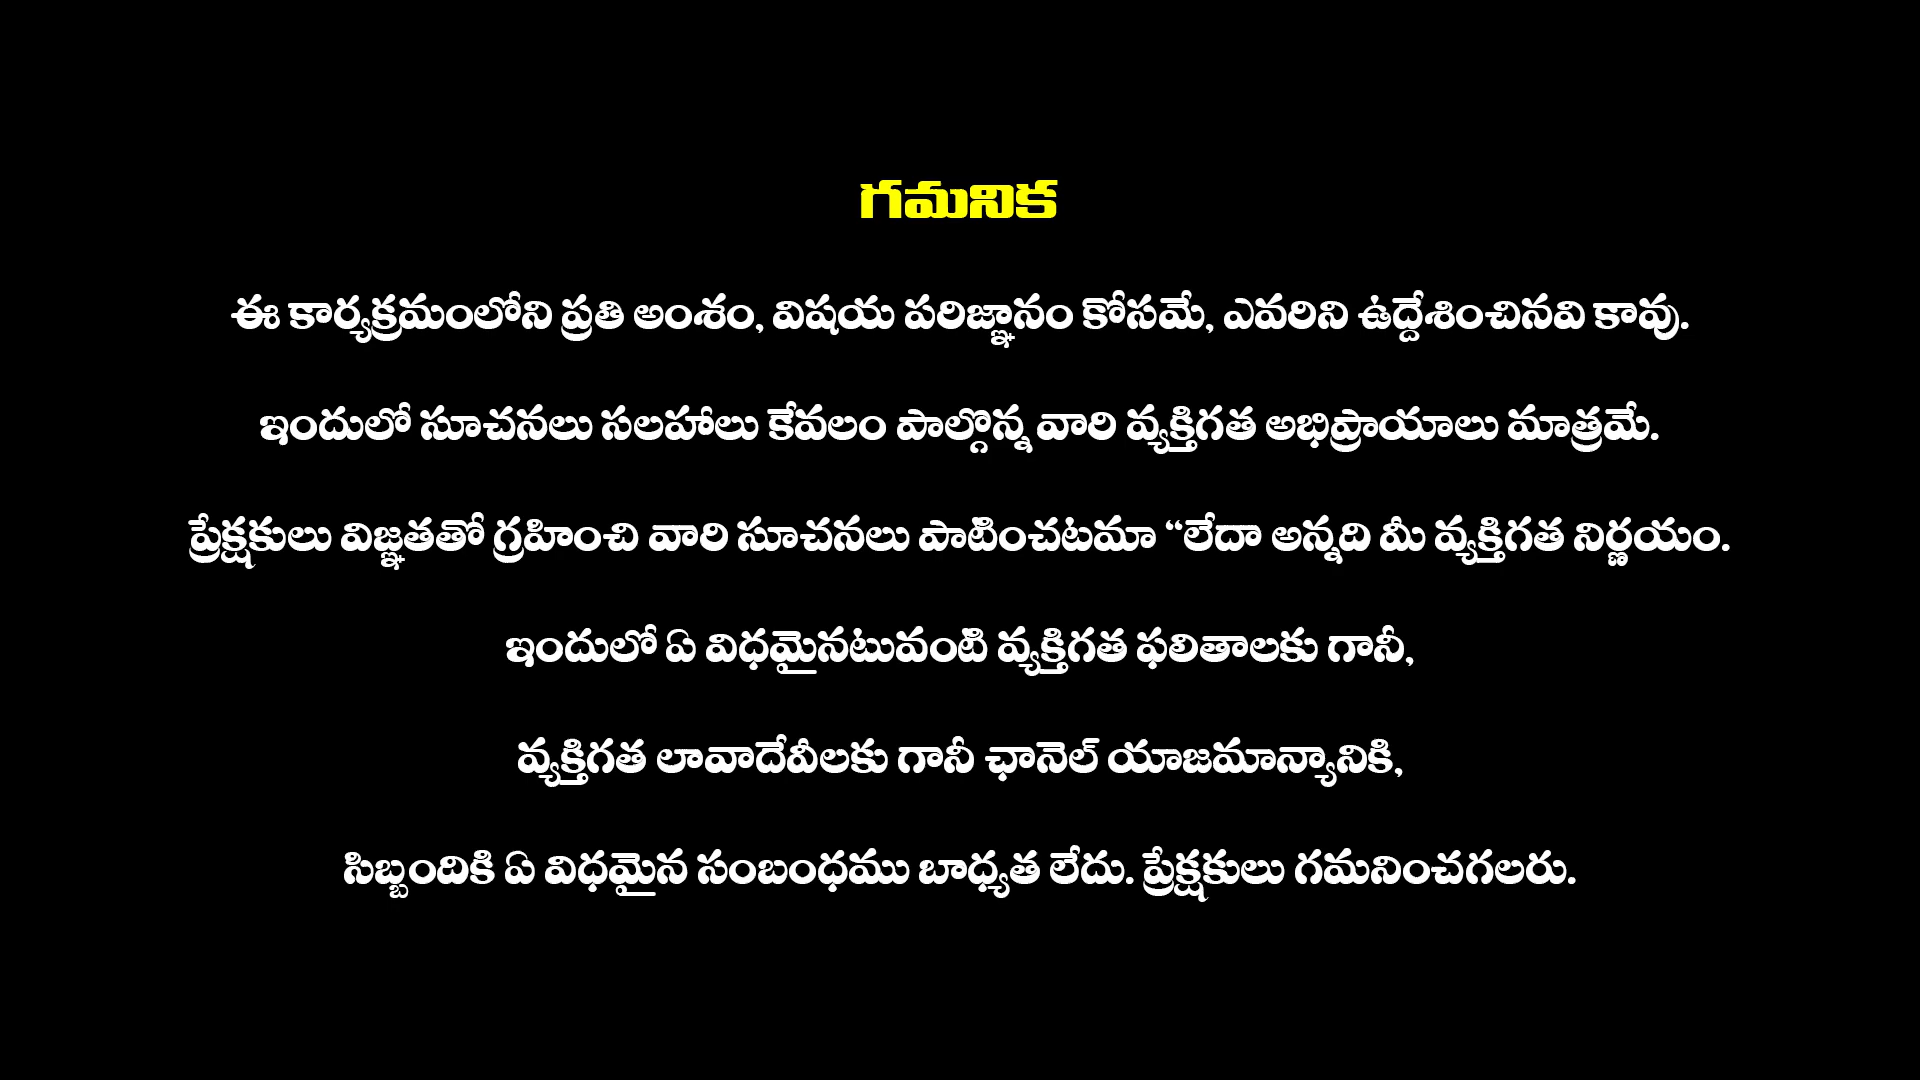 గమనిక
ఈ కార్యక్రమంలోని ప్రతి అంశం, విషయ పరిజ్ఞానం కోసమే, ఎవరిని ఉద్దేశించినవి కావు.
ఇందులో సూచనలు సలహాలు కేవలం పాల్గొన్న వారి వ్యక్తిగత అభిప్రాయాలు మాత్రమే.
ప్రేక్షకులు విజ్ఞతతో గ్రహించి వారి సూచనలు పాటించటమా “లేదా అన్నది మీ వ్యక్తిగత నిర్ణయం.
ఇందులో ఏ విధమైనటువంటి వ్యక్తిగత ఫలితాలకు గానీ,
వ్యక్తిగత లావాదేవీలకు గానీ ఛానెల్ యాజమాన్యానికి,
సిబ్బందికి ఏ విధమైన సంబంధము బాధ్యత లేదు. ప్రేక్షకులు గమనించగలరు.